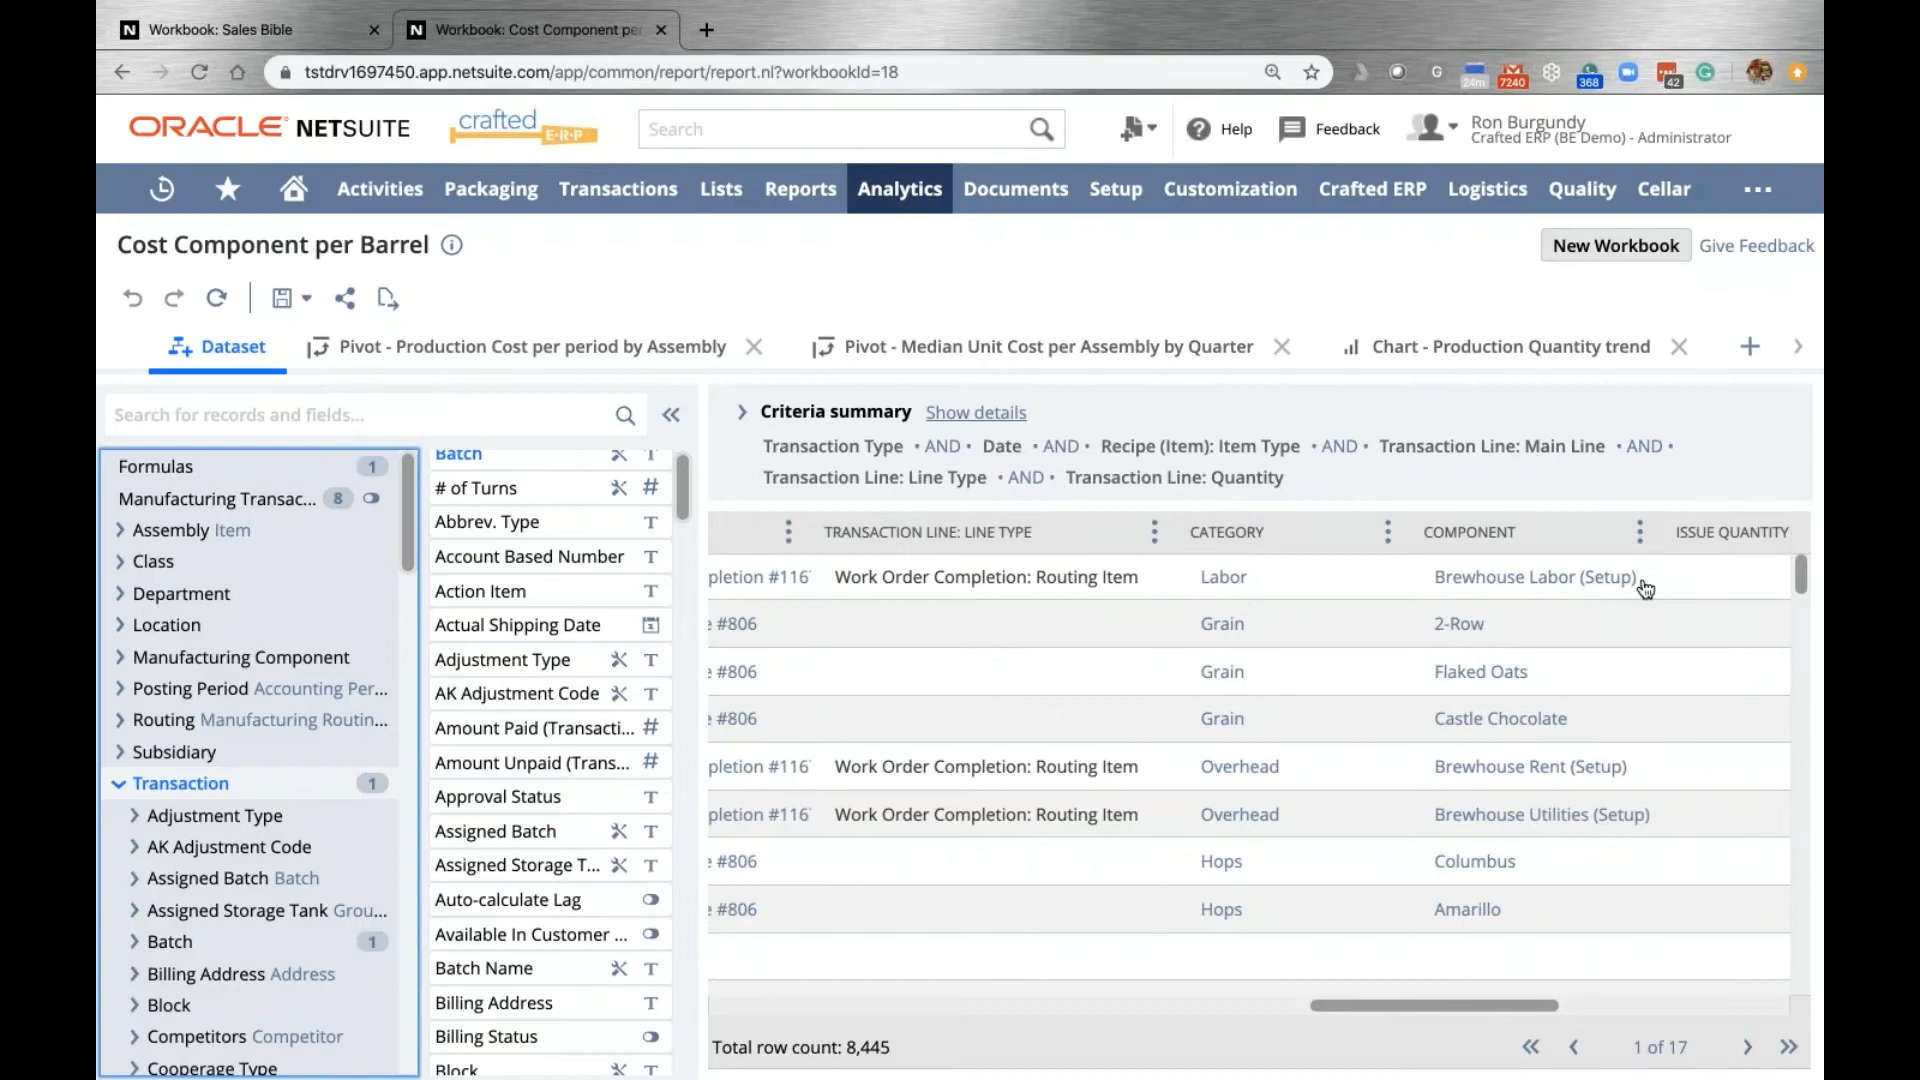 Workbook: Sales Bible
Workbook: Cost Component pe
tstdrv1697450.app.netsuite.com/app/common/report/report.nl?workbookId=18
G
24m
7240
368
42
ORACLE NETSUITE
crafted
E·R·P
Search
Help
Feedback
Ron Burgundy
Crafted ERP (BE Demo) - Administrator
Activities Packaging Transactions Lists Reports Analytics Documents Setup Customization Crafted ERP Logistics Quality Cellar
Cost Component per Barrel
New Workbook
Give Feedback
Dataset
Pivot - Production Cost per period by Assembly
Pivot - Median Unit Cost per Assembly by Quarter
Chart - Production Quantity trend
Search for records and fields...
Formulas 1
Manufacturing Transac... 8
Assembly Item
Class
Department
Location
Manufacturing Component
Posting Period Accounting Per...
Routing Manufacturing Routin...
Subsidiary
Transaction 1
Adjustment Type
AK Adjustment Code
Assigned Batch Batch
Assigned Storage Tank Grou...
Batch 1
Billing Address Address
Block
Competitors Competitor
Cooperage Type
Batch T
# of Turns #
Abbrev. Type T
Account Based Number T
Action Item T
Actual Shipping Date
Adjustment Type T
AK Adjustment Code T
Amount Paid (Transacti... #
Amount Unpaid (Trans... #
Approval Status T
Assigned Batch T
Assigned Storage T... T
Auto-calculate Lag
Available In Customer ...
Batch Name T
Billing Address T
Billing Status
Block T
Criteria summary Show details
Transaction Type • AND • Date • AND • Recipe (Item): Item Type • AND • Transaction Line: Main Line • AND •
Transaction Line: Line Type • AND • Transaction Line: Quantity
TRANSACTION LINE: LINE TYPE CATEGORY COMPONENT ISSUE QUANTITY
pletion #116 Work Order Completion: Routing Item Labor Brewhouse Labor (Setup)
#806 Grain 2-Row
#806 Grain Flaked Oats
#806 Grain Castle Chocolate
pletion #116 Work Order Completion: Routing Item Overhead Brewhouse Rent (Setup)
pletion #116 Work Order Completion: Routing Item Overhead Brewhouse Utilities (Setup)
#806 Hops Columbus
#806 Hops Amarillo
Total row count: 8,445
1 of 17